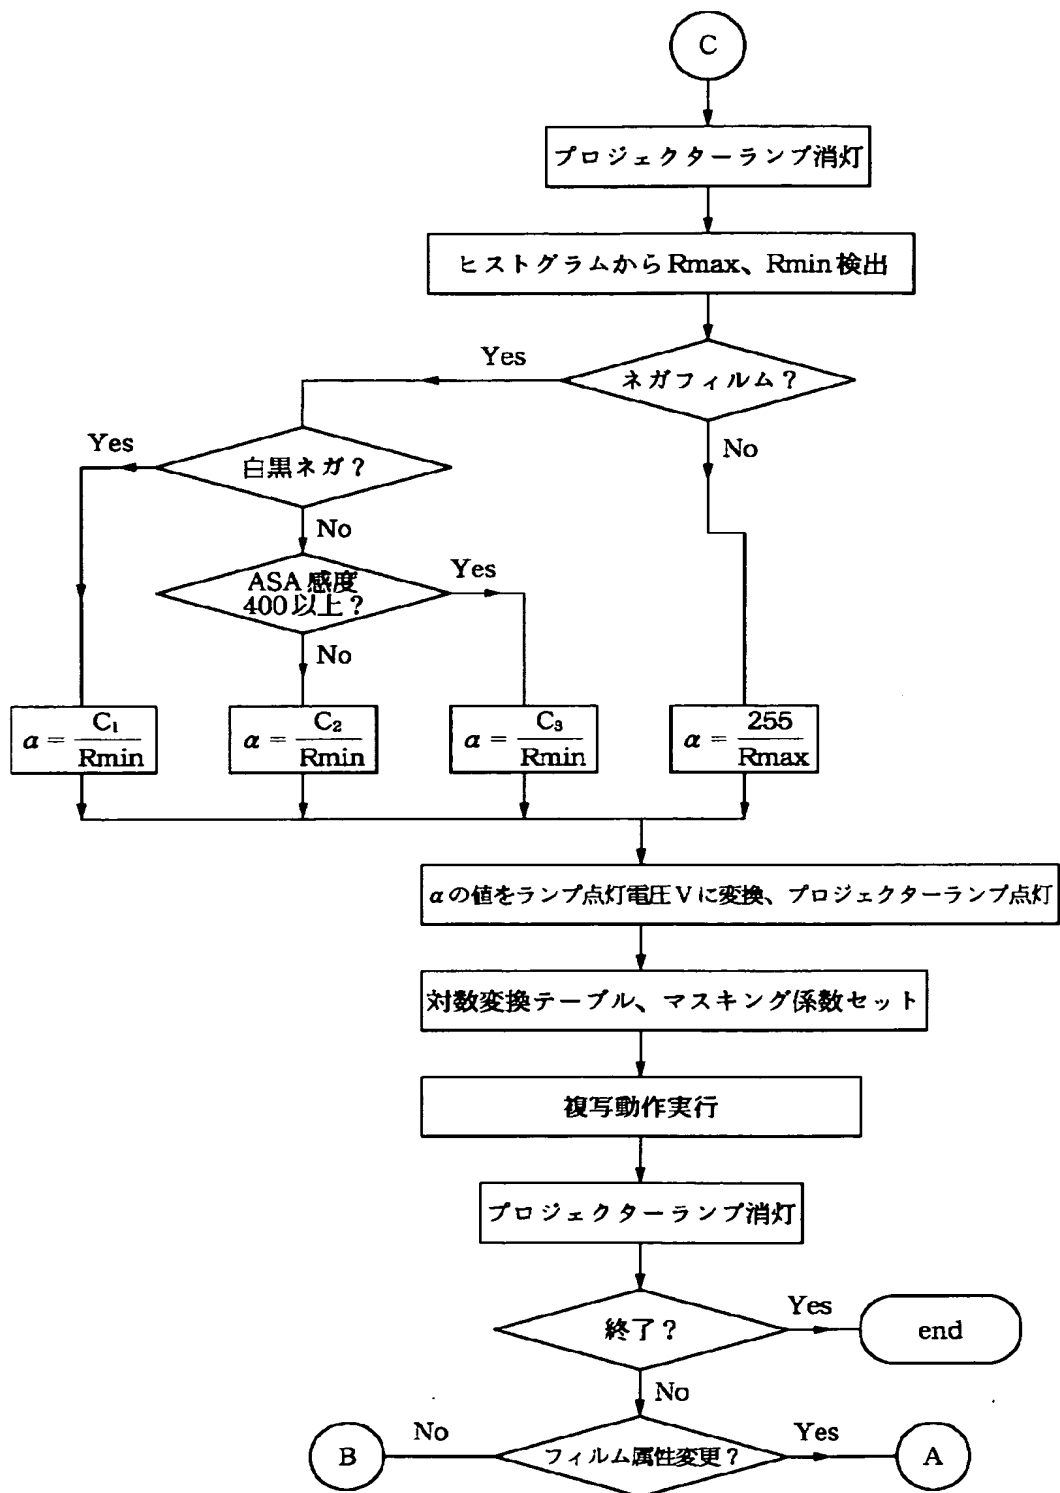 C
プロジェクターランプ消灯
ヒストグラムからRmax、Rmin検出
ネガフィルム?
Yes
No
白黒ネガ?
Yes
No
ASA感度
400以上?
Yes
No
α = C₁/Rmin
α = C₂/Rmin
α = C₃/Rmin
α = 255/Rmax
αの値をランプ点灯電圧Vに変換、プロジェクターランプ点灯
対数変換テーブル、マスキング係数セット
複写動作実行
プロジェクターランプ消灯
終了?
Yes
end
No
フィルム属性変更?
No
B
Yes
A